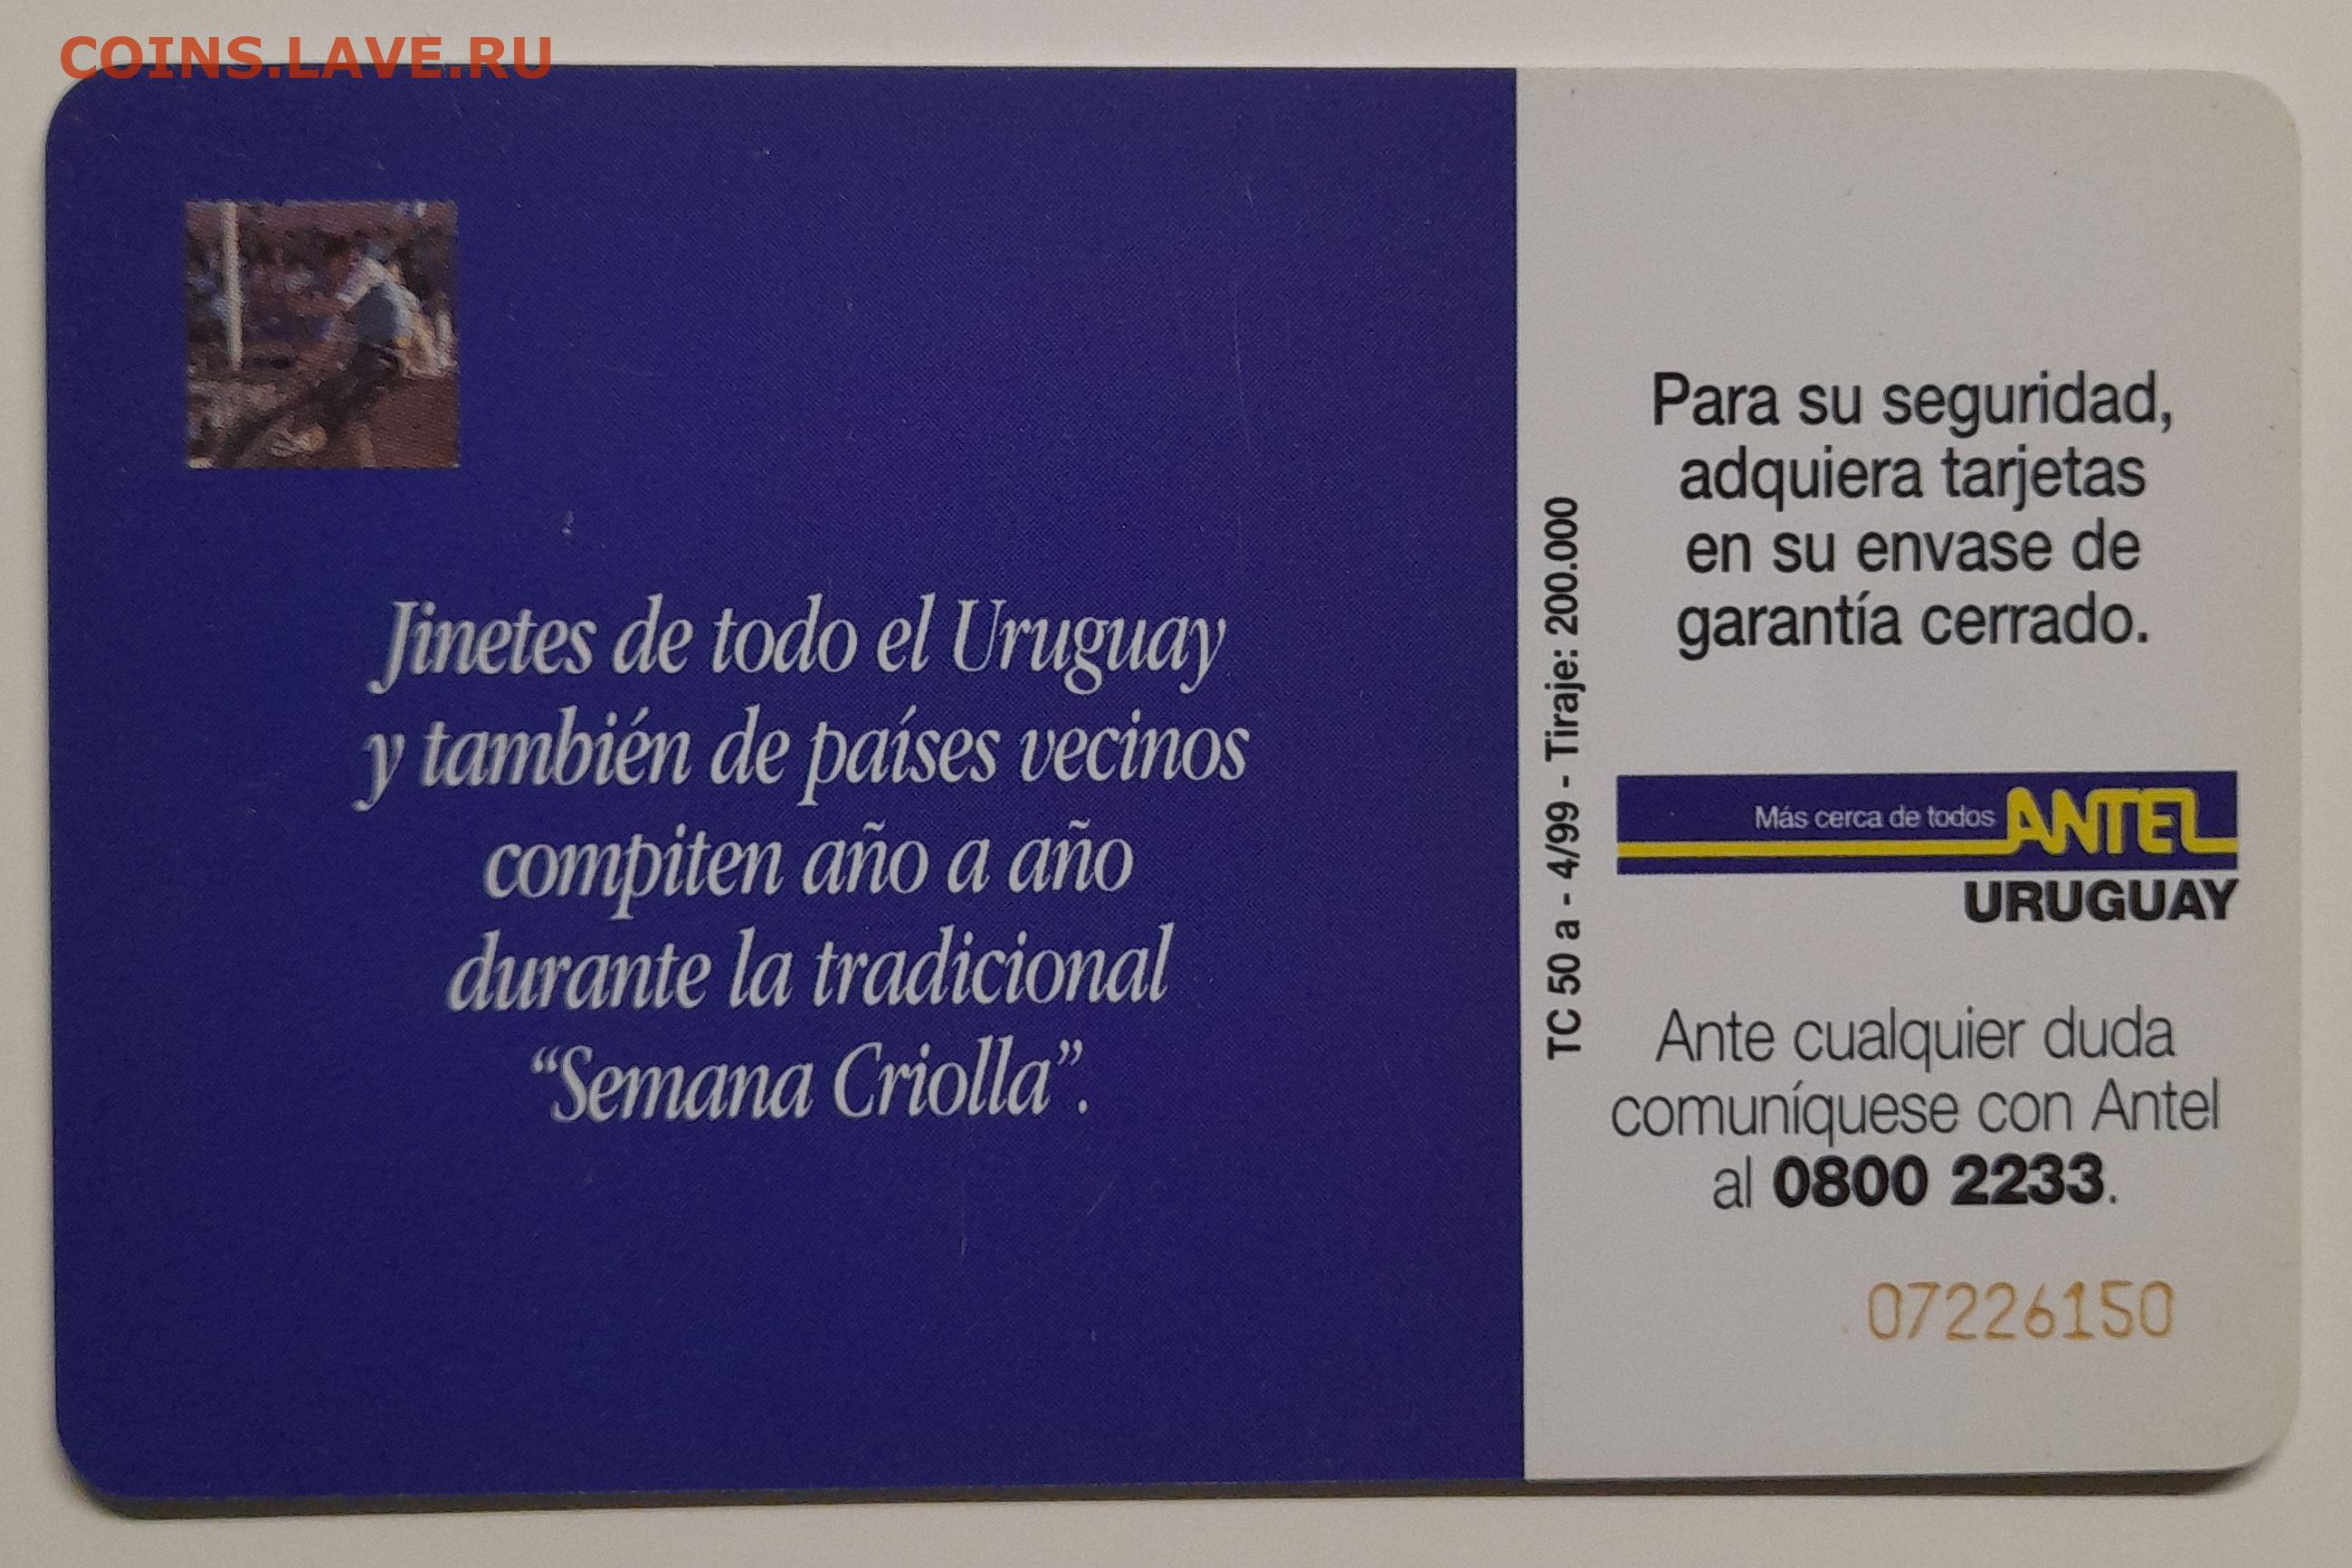 COINS.LAVE.RU
Jinetes de todo el Uruguay
y también de países vecinos
compiten año a año
durante la tradicional
“Semana Criolla”.
TC 50 a - 4/99 - Tiraje: 200.000
Para su seguridad,
adquiera tarjetas
en su envase de
garantía cerrado.
Más cerca de todos ANTEL
URUGUAY
Ante cualquier duda
comuníquese con Antel
al 0800 2233.
07226150